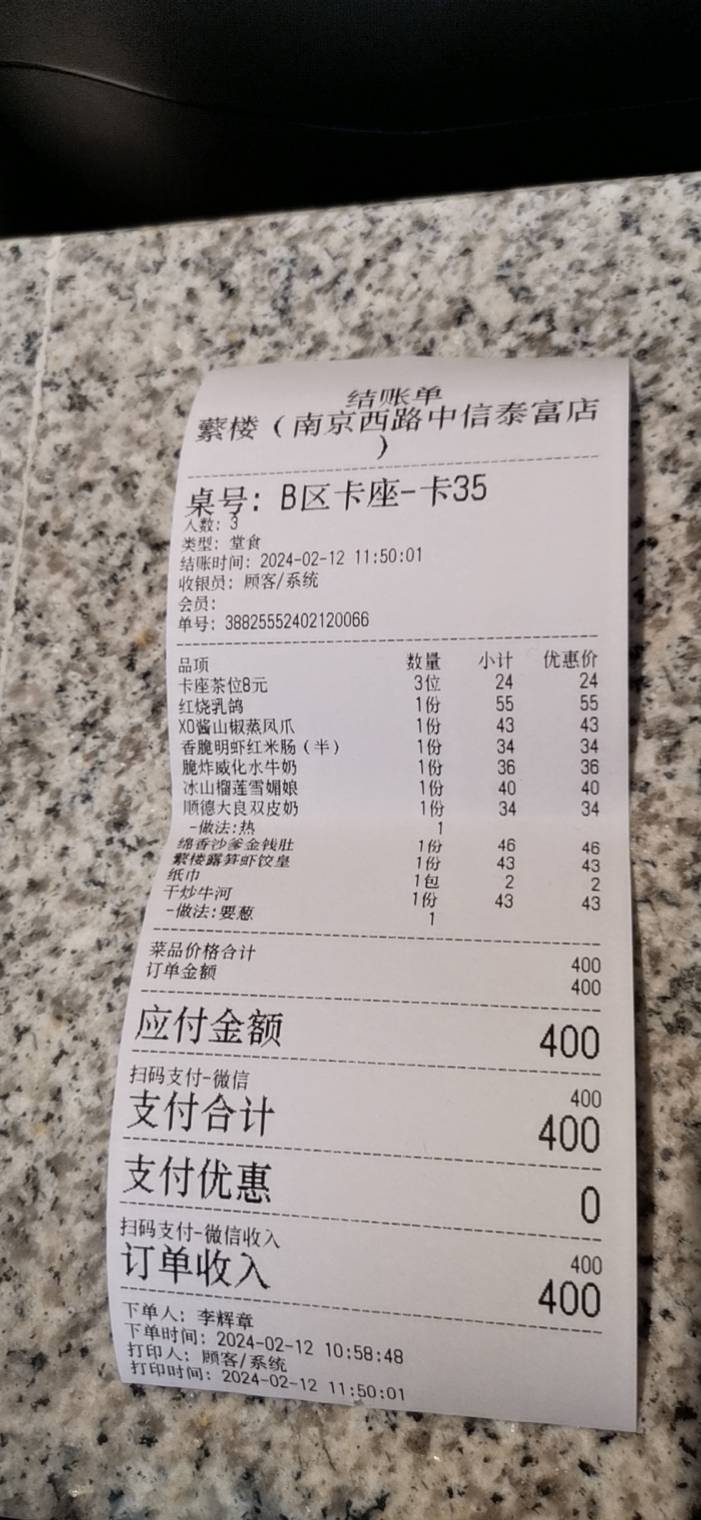 结账单
蘩楼（南京西路中信泰富店
）
桌号: B区卡座-卡35
人数: 3
类型: 堂食
结账时间: 2024-02-12 11:50:01
收银员: 顾客/系统
会员:
单号: 38825552402120066
品项 数量 小计 优惠价
卡座茶位8元 3位 24 24
红烧乳鸽 1份 55 55
XO酱山椒蒸凤爪 1份 43 43
香脆明虾红米肠（半） 1份 34 34
脆炸威化水牛奶 1份 36 36
冰山榴莲雪媚娘 1份 40 40
顺德大良双皮奶 1份 34 34
-做法:热 1
绵香沙爹金钱肚 1份 46 46
蘩楼露笋虾饺皇 1份 43 43
纸巾 1包 2 2
干炒牛河 1份 43 43
-做法:要葱 1
菜品价格合计 400
订单金额 400
应付金额 400
扫码支付-微信 400
支付合计 400
支付优惠 0
扫码支付-微信收入 400
订单收入 400
下单人: 李辉章
下单时间: 2024-02-12 10:58:48
打印人: 顾客/系统
打印时间: 2024-02-12 11:50:01